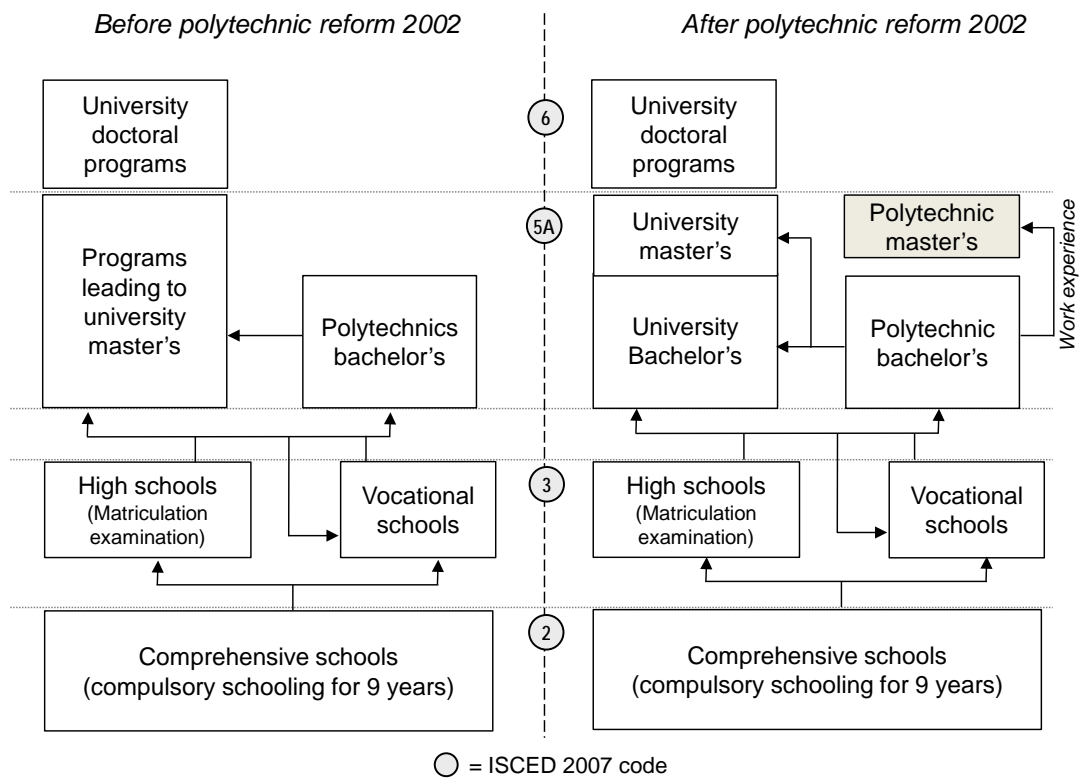 Before polytechnic reform 2002
After polytechnic reform 2002
University
doctoral
programs
6
University
doctoral
programs
Programs
leading to
university
master's
Polytechnics
bachelor's
5A
University
master's
University
Bachelor's
Polytechnic
master's
Polytechnic
bachelor's
Work experience
High schools
(Matriculation
examination)
Vocational
schools
3
High schools
(Matriculation
examination)
Vocational
schools
Comprehensive schools
(compulsory schooling for 9 years)
2
Comprehensive schools
(compulsory schooling for 9 years)
= ISCED 2007 code